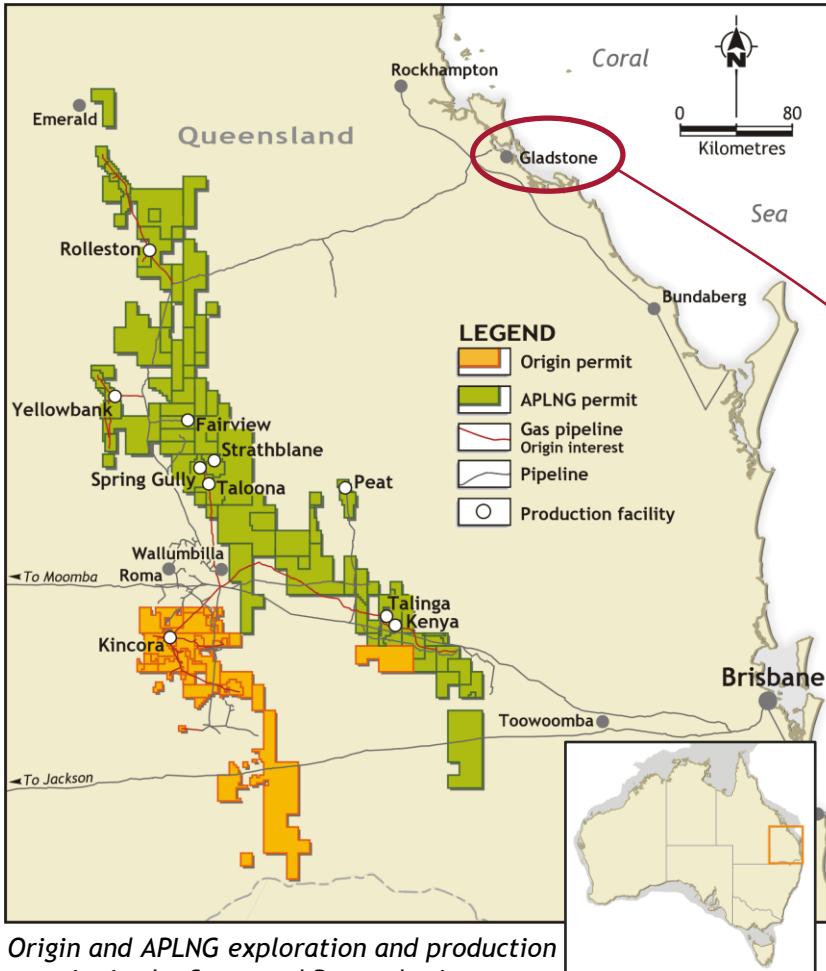 Coral
N
0 80
Kilometres
Rockhampton
Emerald
Queensland
Gladstone
Sea
Rolleston
Bundaberg
LEGEND
Origin permit
APLNG permit
Gas pipeline
Origin interest
Pipeline
Production facility
Yellowbank
Fairview
Strathblane
Spring Gully
Taloona
Peat
Wallumbilla
Roma
To Moomba
Talinga
Kenya
Kincora
Brisbane
Toowoomba
To Jackson
Origin and APLNG exploration and production